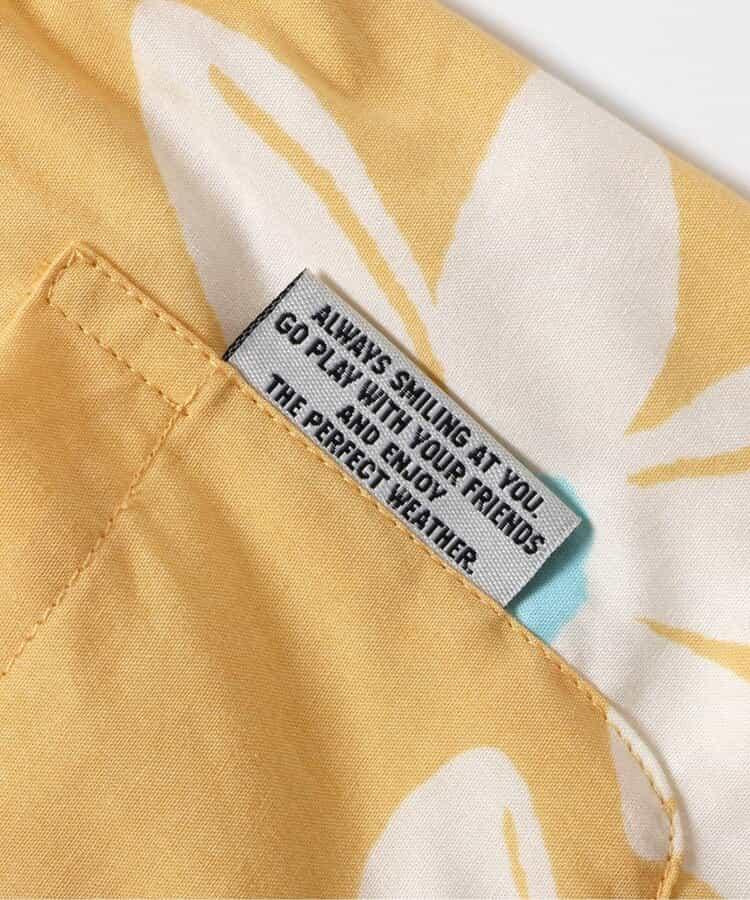 ALWAYS SMILING AT YOU.
GO PLAY WITH YOUR FRIENDS
AND ENJOY
THE PERFECT WEATHER.